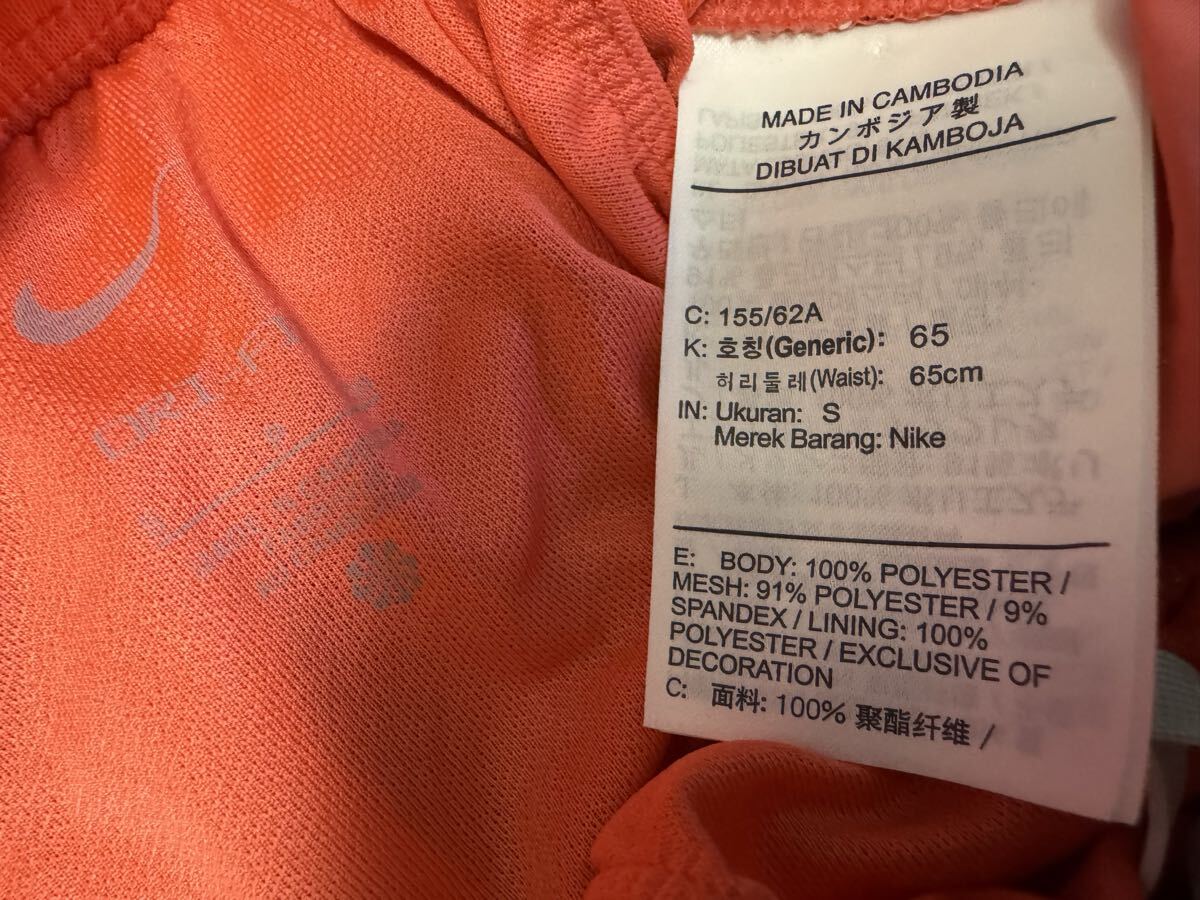 DRI-FIT
S
MADE IN CAMBODIA
カンボジア製
DIBUAT DI KAMBOJA
C: 155/62A
K: 호칭(Generic): 65
허리둘레(Waist): 65cm
IN: Ukuran: S
Merek Barang: Nike
E: BODY: 100% POLYESTER /
MESH: 91% POLYESTER / 9%
SPANDEX / LINING: 100%
POLYESTER / EXCLUSIVE OF
DECORATION
C: 面料: 100% 聚酯纤维 /